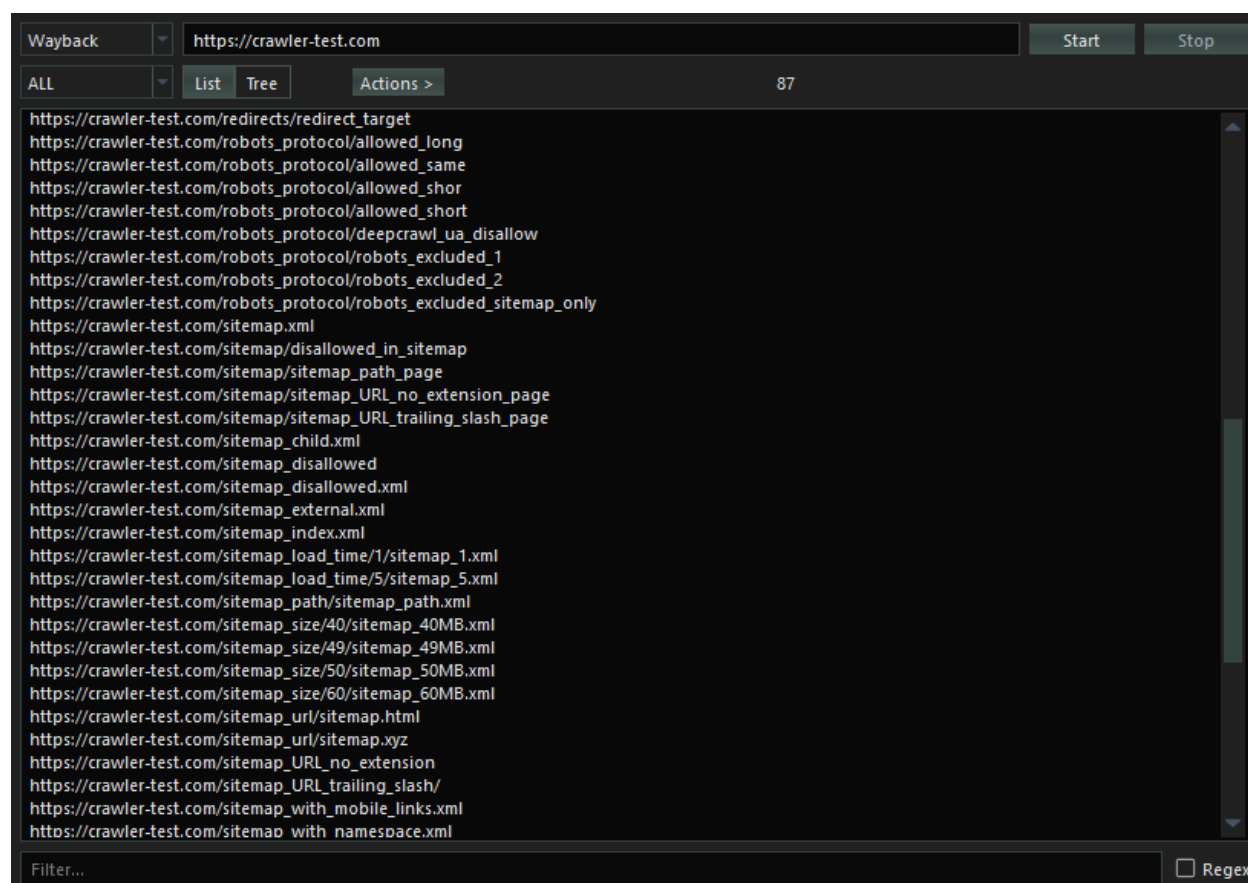 Wayback https://crawler-test.com Start Stop
ALL List Tree Actions > 87
https://crawler-test.com/redirects/redirect_target
https://crawler-test.com/robots_protocol/allowed_long
https://crawler-test.com/robots_protocol/allowed_same
https://crawler-test.com/robots_protocol/allowed_shor
https://crawler-test.com/robots_protocol/allowed_short
https://crawler-test.com/robots_protocol/deepcrawl_ua_disallow
https://crawler-test.com/robots_protocol/robots_excluded_1
https://crawler-test.com/robots_protocol/robots_excluded_2
https://crawler-test.com/robots_protocol/robots_excluded_sitemap_only
https://crawler-test.com/sitemap.xml
https://crawler-test.com/sitemap/disallowed_in_sitemap
https://crawler-test.com/sitemap/sitemap_path_page
https://crawler-test.com/sitemap/sitemap_URL_no_extension_page
https://crawler-test.com/sitemap/sitemap_URL_trailing_slash_page
https://crawler-test.com/sitemap_child.xml
https://crawler-test.com/sitemap_disallowed
https://crawler-test.com/sitemap_disallowed.xml
https://crawler-test.com/sitemap_external.xml
https://crawler-test.com/sitemap_index.xml
https://crawler-test.com/sitemap_load_time/1/sitemap_1.xml
https://crawler-test.com/sitemap_load_time/5/sitemap_5.xml
https://crawler-test.com/sitemap_path/sitemap_path.xml
https://crawler-test.com/sitemap_size/40/sitemap_40MB.xml
https://crawler-test.com/sitemap_size/49/sitemap_49MB.xml
https://crawler-test.com/sitemap_size/50/sitemap_50MB.xml
https://crawler-test.com/sitemap_size/60/sitemap_60MB.xml
https://crawler-test.com/sitemap_url/sitemap.html
https://crawler-test.com/sitemap_url/sitemap.xyz
https://crawler-test.com/sitemap_URL_no_extension
https://crawler-test.com/sitemap_URL_trailing_slash/
https://crawler-test.com/sitemap_with_mobile_links.xml
https://crawler-test.com/sitemap_with_namespace.xml
Filter... Regex